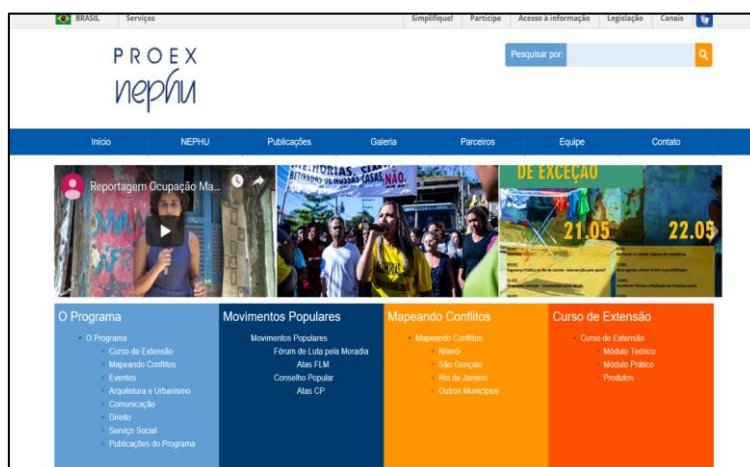 BRASIL Serviços Simplifique! Participe Acesso à informação Legislação Canais
PROEX
nephu
Pesquisar por:
Início NEPHU Publicações Galeria Parceiros Equipe Contato
Reportagem Ocupação Ma...
MELHORIAS
RETIRADAS DE NOSSAS CASAS, NÃO.
DE EXCEÇÃO
21.05 22.05
O Programa
O Programa
Curso de Extensão
Mapeando Conflitos
Eventos
Arquitetura e Urbanismo
Comunicação
Direito
Serviço Social
Publicações do Programa
Movimentos Populares
Movimentos Populares
Fórum de Luta pela Moradia
Atas FLM
Conselho Popular
Atas CP
Mapeando Conflitos
Mapeando Conflitos
Niterói
São Gonçalo
Rio de Janeiro
Outros Municípios
Curso de Extensão
Curso de Extensão
Módulo Teórico
Módulo Prático
Produtos